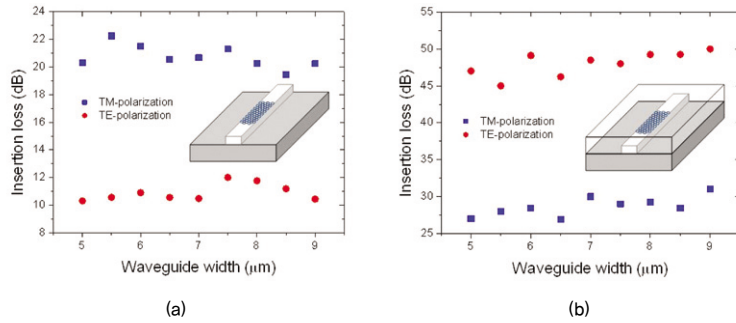 (a)
24
22
20
18
16
14
12
10
8
Insertion loss (dB)
TM-polarization
TE-polarization
5 6 7 8 9
Waveguide width (μm)
(a)
(b)
55
50
45
40
35
30
25
Insertion loss (dB)
TM-polarization
TE-polarization
5 6 7 8 9
Waveguide width (μm)
(b)